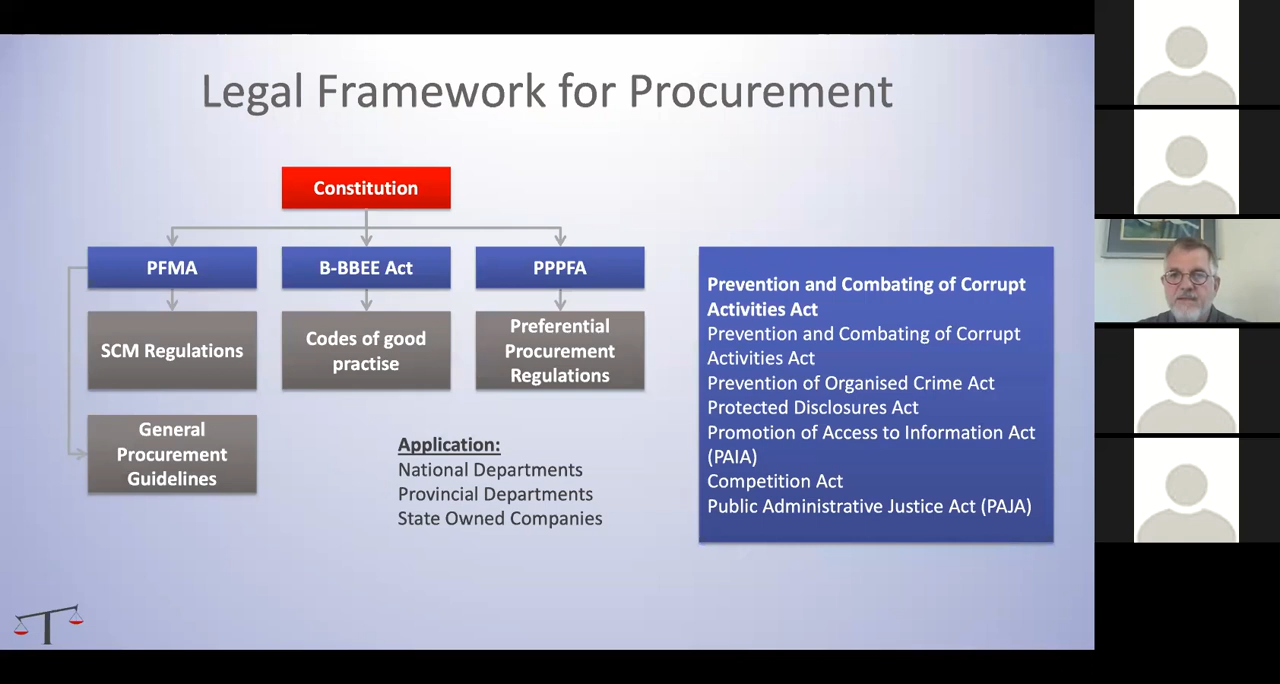 Legal Framework for Procurement
Constitution
PFMA
B-BBEE Act
PPPFA
SCM Regulations
Codes of good
practise
Preferential
Procurement
Regulations
General
Procurement
Guidelines
Application:
National Departments
Provincial Departments
State Owned Companies
Prevention and Combating of Corrupt
Activities Act
Prevention and Combating of Corrupt
Activities Act
Prevention of Organised Crime Act
Protected Disclosures Act
Promotion of Access to Information Act
(PAIA)
Competition Act
Public Administrative Justice Act (PAJA)